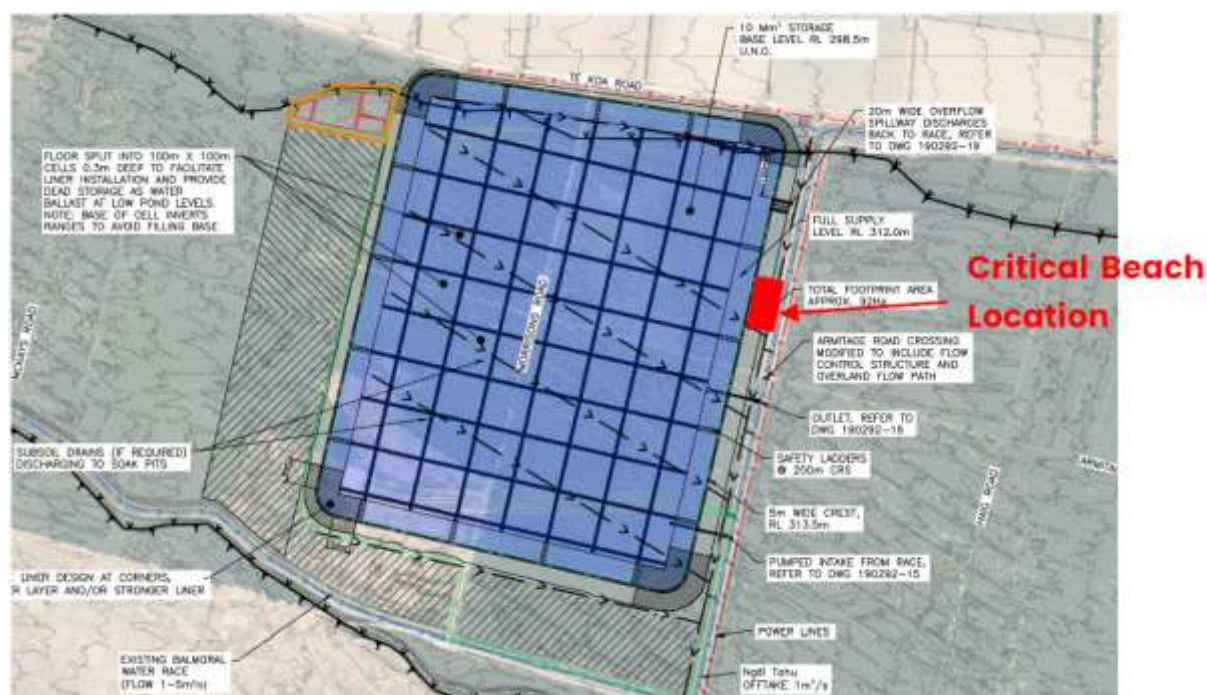 10 Mm³ STORAGE
BASE LEVEL RL 298.5m
U.N.O.
TE KOA ROAD
20m WIDE OVERFLOW
SPILLWAY DISCHARGES
BACK TO RACE, REFER
TO DWG 190292-19
FLOOR SPLIT INTO 100m X 100m
CELLS 0.3m DEEP TO FACILITATE
LINER INSTALLATION AND PROVIDE
DEAD STORAGE AS WATER
BALLAST AT LOW POND LEVELS.
NOTE: BASE OF CELL INVERTS
RANGES TO AVOID FILLING BASE
FULL SUPPLY
LEVEL RL 312.0m
Critical Beach
Location
TOTAL FOOTPRINT AREA
APPROX. 92Ha
ARMITAGE ROAD CROSSING
MODIFIED TO INCLUDE FLOW
CONTROL STRUCTURE AND
OVERLAND FLOW PATH
ROAD
OUTLET, REFER TO
DWG 190292-16
SUBSOIL DRAINS (IF REQUIRED)
DISCHARGING TO SOAK PITS
SAFETY LADDERS
@ 200m CRS
HAIG ROAD
5m WIDE CREST,
RL 313.5m
PUMPED INTAKE FROM RACE,
REFER TO DWG 190292-15
LINER DESIGN AT CORNERS,
LAYER AND/OR STRONGER LINER
POWER LINES
EXISTING BALMORAL
WATER RACE
(FLOW 1-5m³/s)
Ngāi Tahu
OFFTAKE 1m³/s